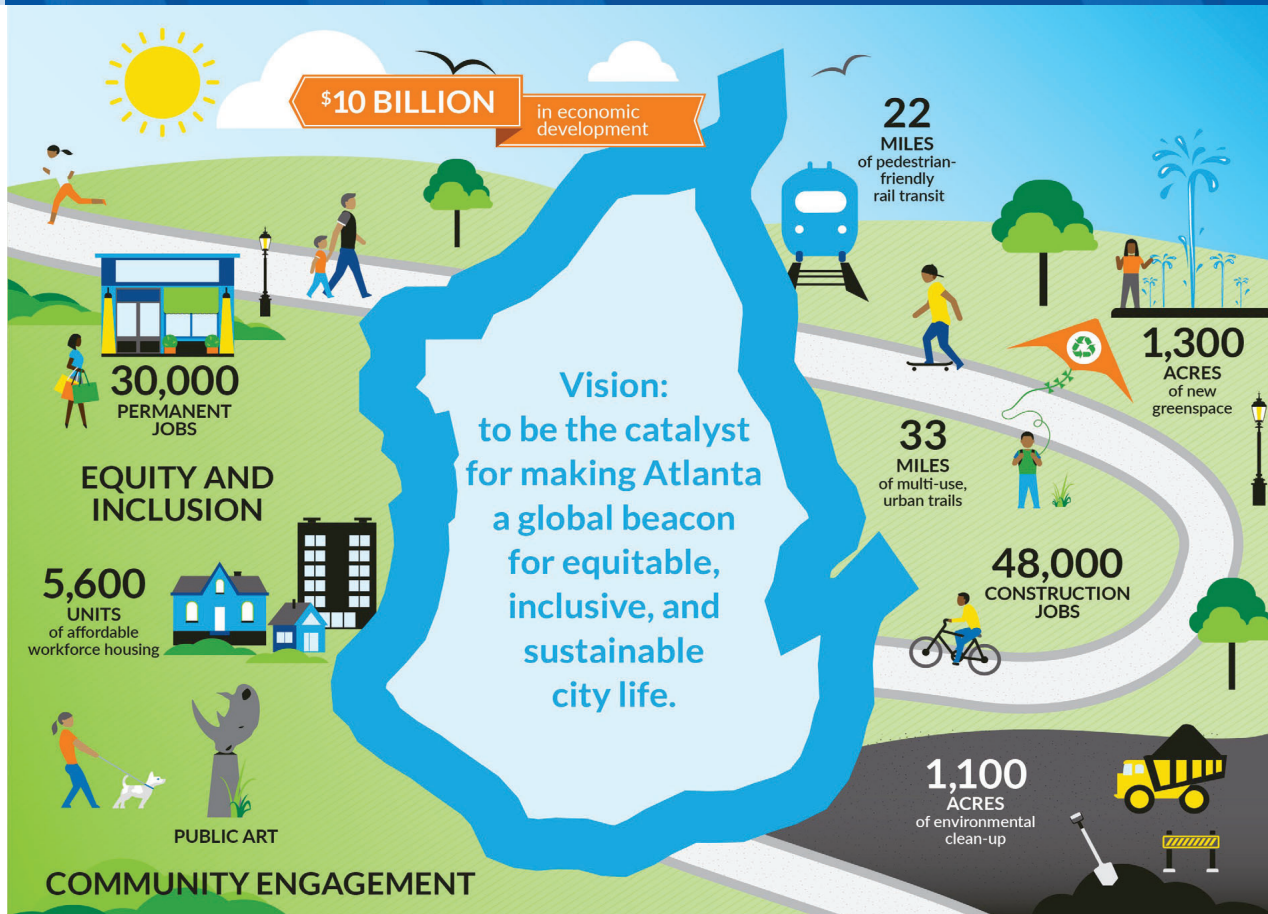 $10 BILLION
in economic
development
22
MILES
of pedestrian-
friendly
rail transit
1,300
ACRES
of new
greenspace
30,000
PERMANENT
JOBS
Vision:
to be the catalyst
for making Atlanta
a global beacon
for equitable,
inclusive, and
sustainable
city life.
33
MILES
of multi-use,
urban trails
EQUITY AND
INCLUSION
48,000
CONSTRUCTION
JOBS
5,600
UNITS
of affordable
workforce housing
1,100
ACRES
of environmental
clean-up
PUBLIC ART
COMMUNITY ENGAGEMENT